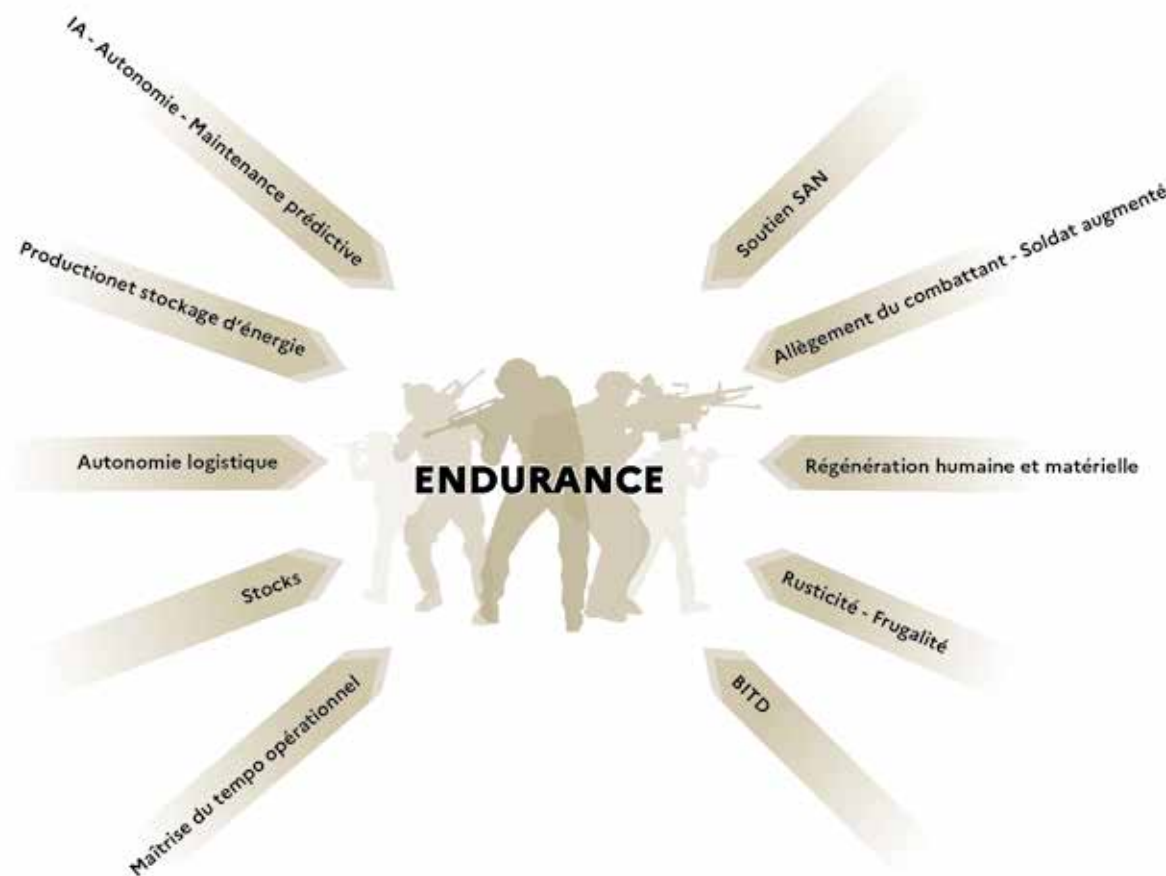 IA - Autonomie - Maintenance prédictive
Productionet stockage d'énergie
Autonomie logistique
Stocks
Maîtrise du tempo opérationnel
ENDURANCE
Soutien SAN
Allègement du combattant - Soldat augmenté
Régénération humaine et matérielle
Rusticité - Frugalité
BITD